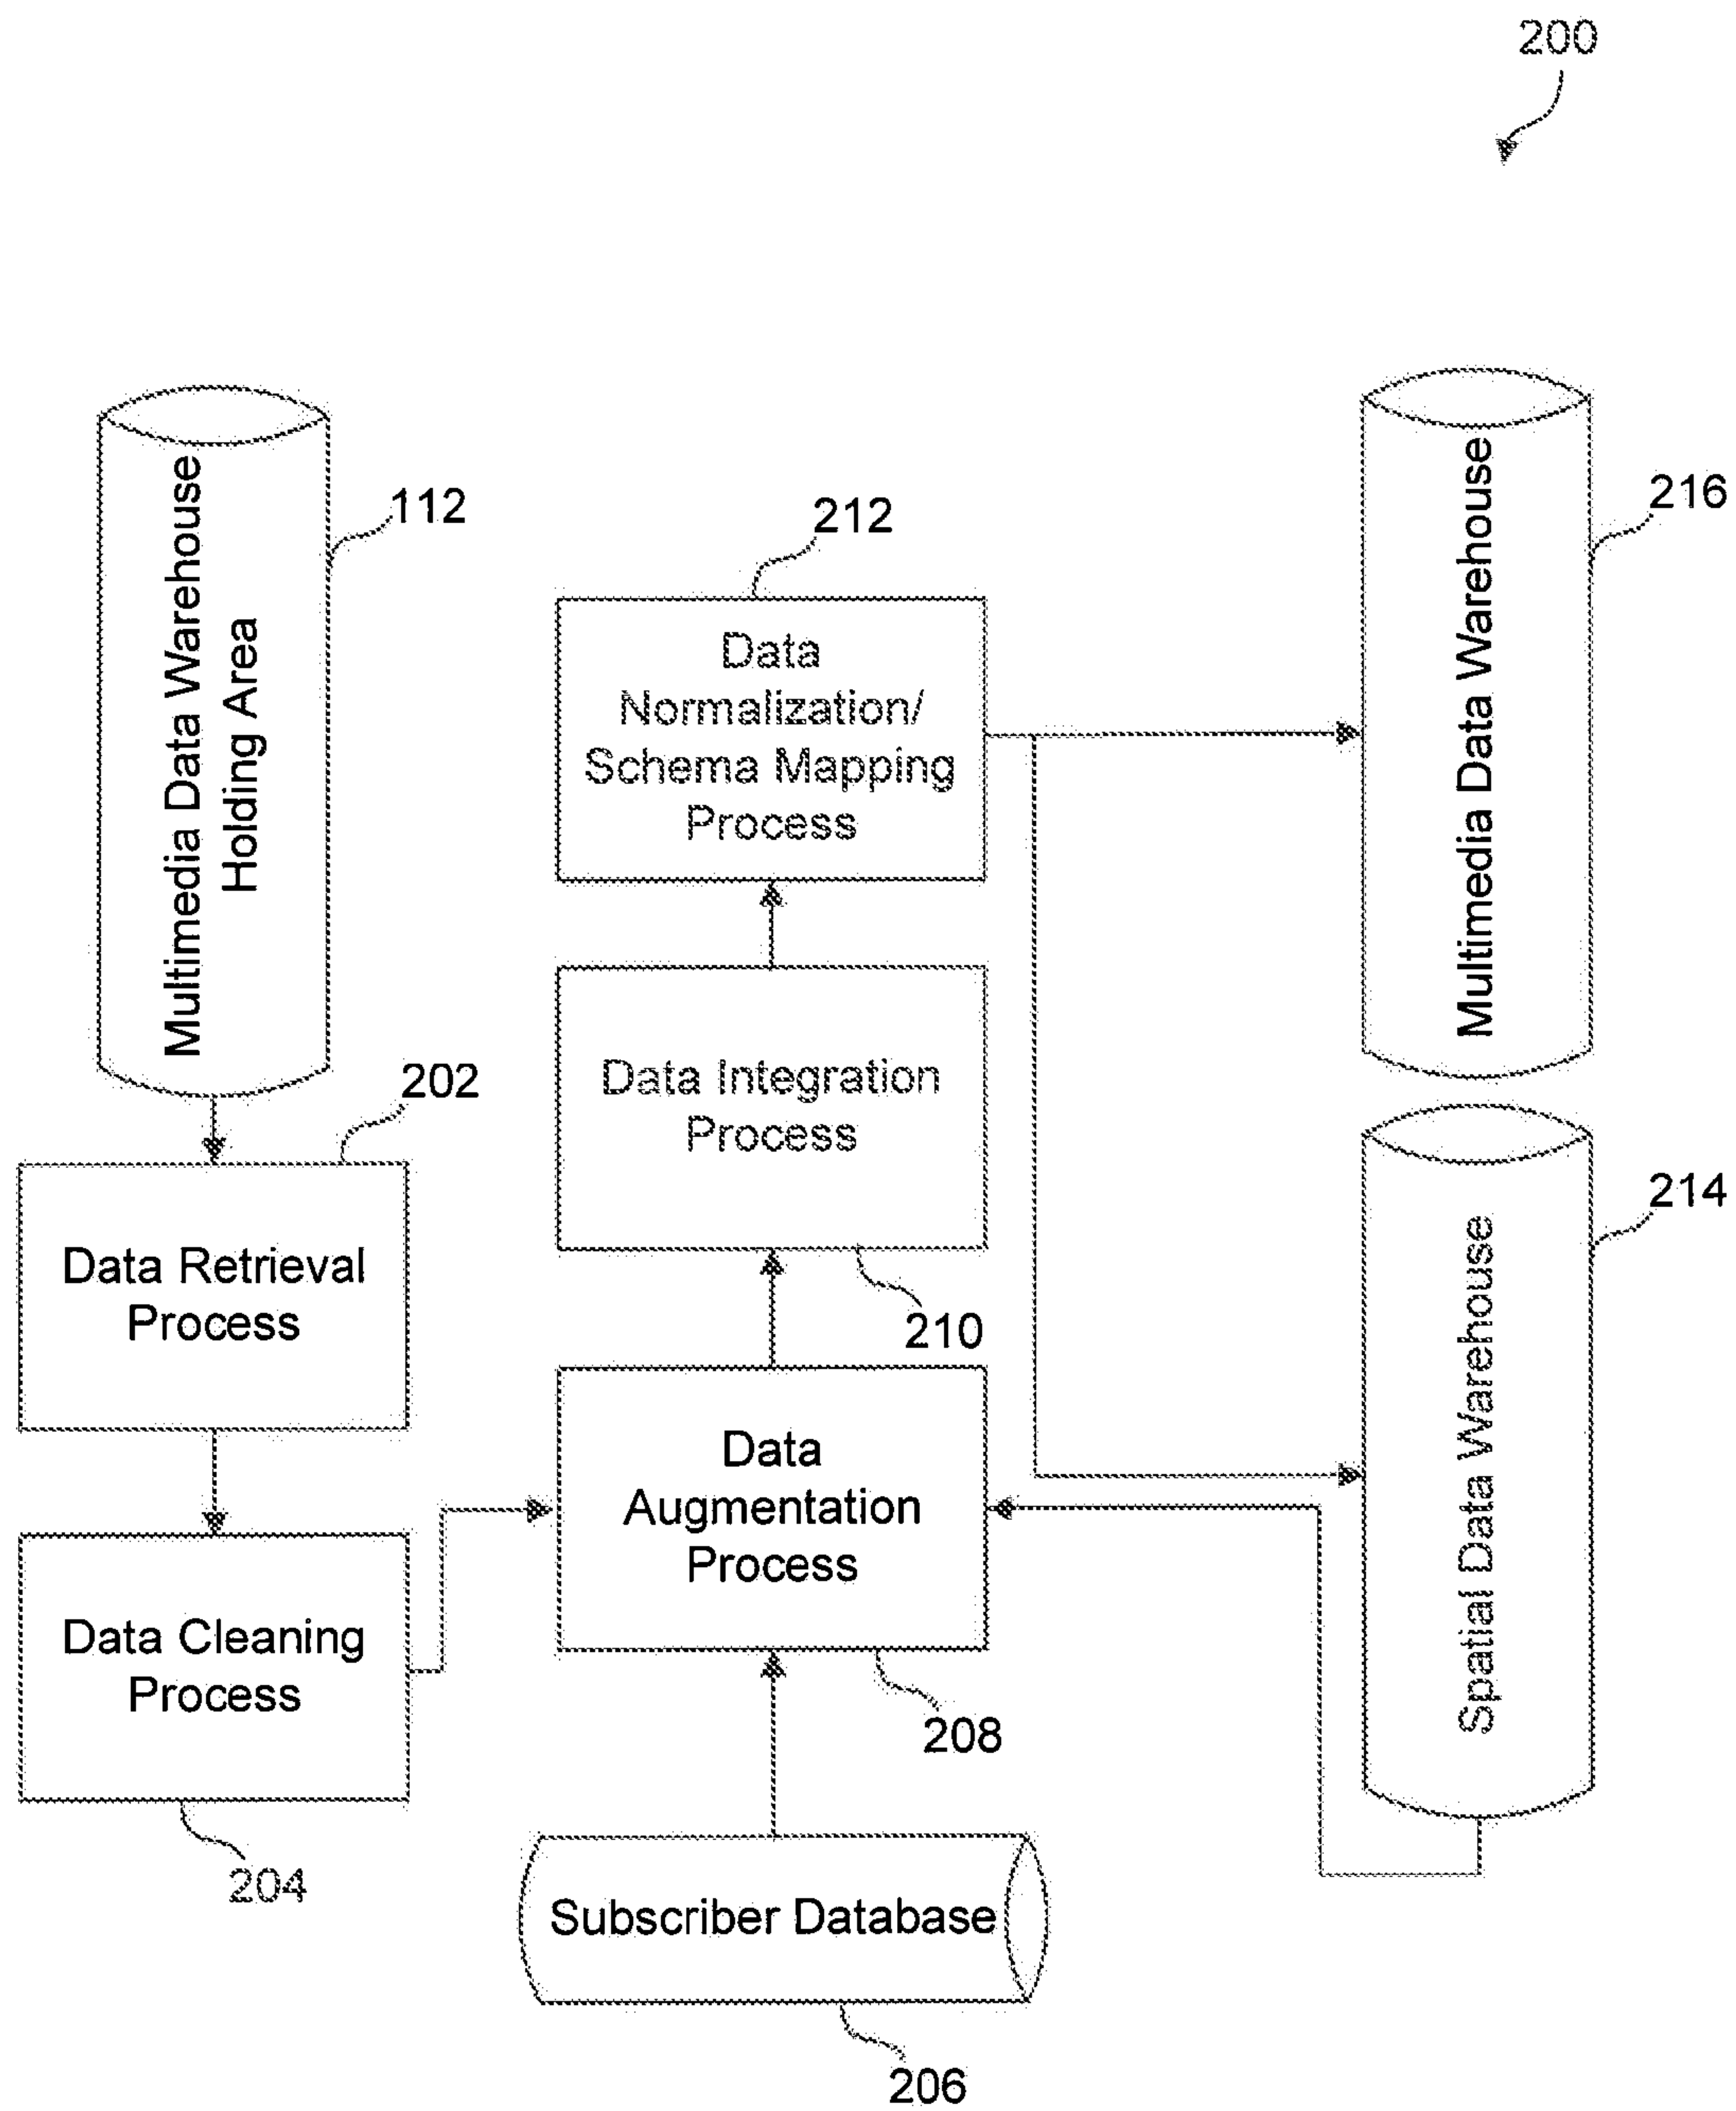 200
Multimedia Data Warehouse
Holding Area
112
212
Data
Normalization/
Schema Mapping
Process
Multimedia Data Warehouse
216
202
Data Retrieval
Process
Data Integration
Process
210
Spatial Data Warehouse
214
Data Cleaning
Process
204
Data
Augmentation
Process
208
Subscriber Database
206